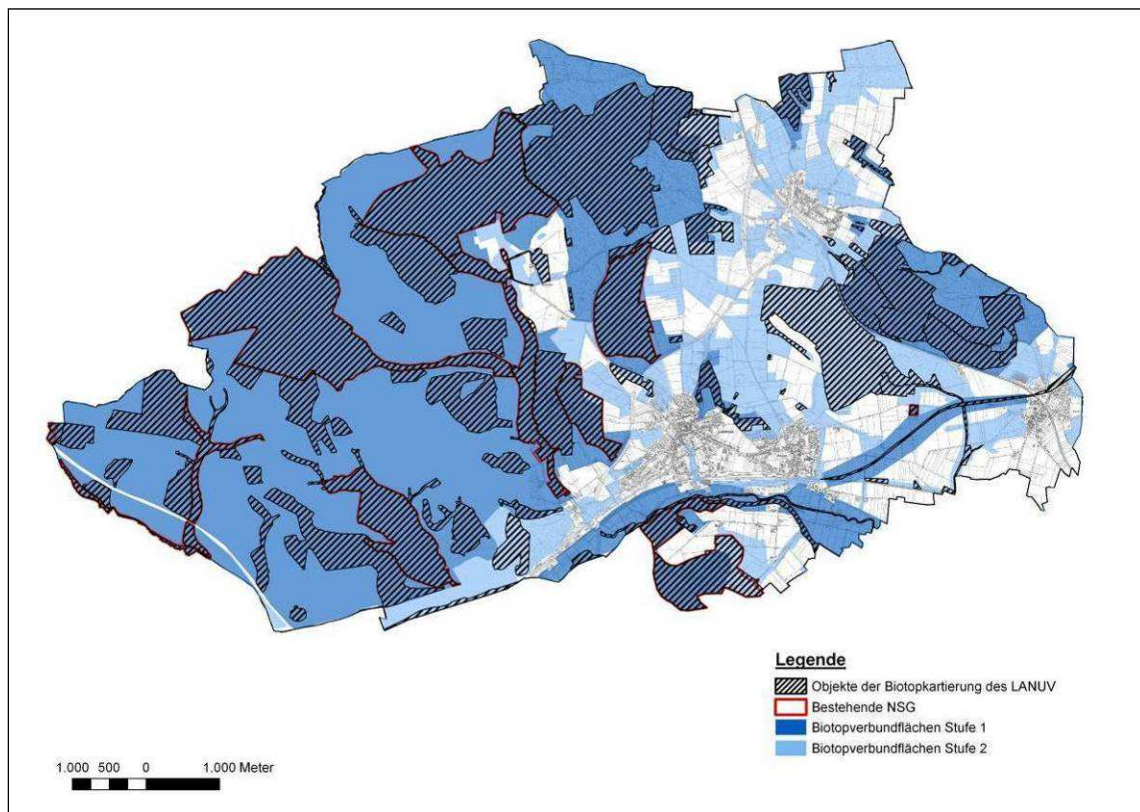 Legende
Objekte der Biotopkartierung des LANUV
Bestehende NSG
Biotopverbundflächen Stufe 1
Biotopverbundflächen Stufe 2
1.000 500 0 1.000 Meter